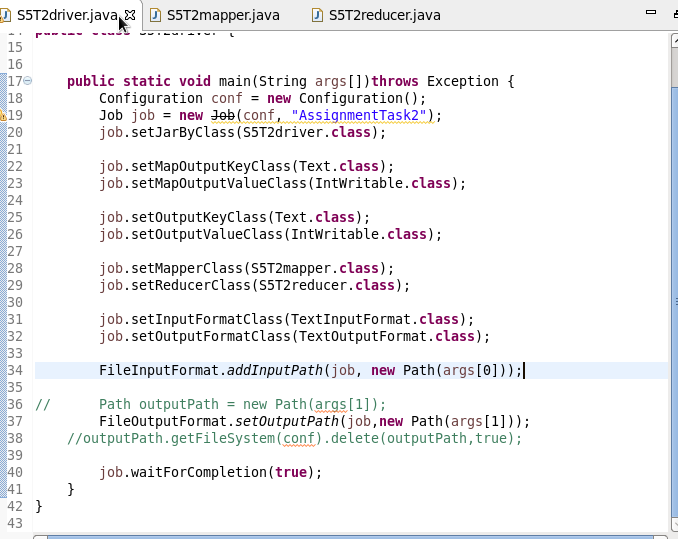 S5T2driver.java S5T2mapper.java S5T2reducer.java
14 public class S5T2driver {
15
16
17 public static void main(String args[])throws Exception {
18 Configuration conf = new Configuration();
19 Job job = new Job(conf, "AssignmentTask2");
20 job.setJarByClass(S5T2driver.class);
21
22 job.setMapOutputKeyClass(Text.class);
23 job.setMapOutputValueClass(IntWritable.class);
24
25 job.setOutputKeyClass(Text.class);
26 job.setOutputValueClass(IntWritable.class);
27
28 job.setMapperClass(S5T2mapper.class);
29 job.setReducerClass(S5T2reducer.class);
30
31 job.setInputFormatClass(TextInputFormat.class);
32 job.setOutputFormatClass(TextOutputFormat.class);
33
34 FileInputFormat.addInputPath(job, new Path(args[0]));
35
36 // Path outputPath = new Path(args[1]);
37 FileOutputFormat.setOutputPath(job,new Path(args[1]));
38 //outputPath.getFileSystem(conf).delete(outputPath,true);
39
40 job.waitForCompletion(true);
41 }
42 }
43